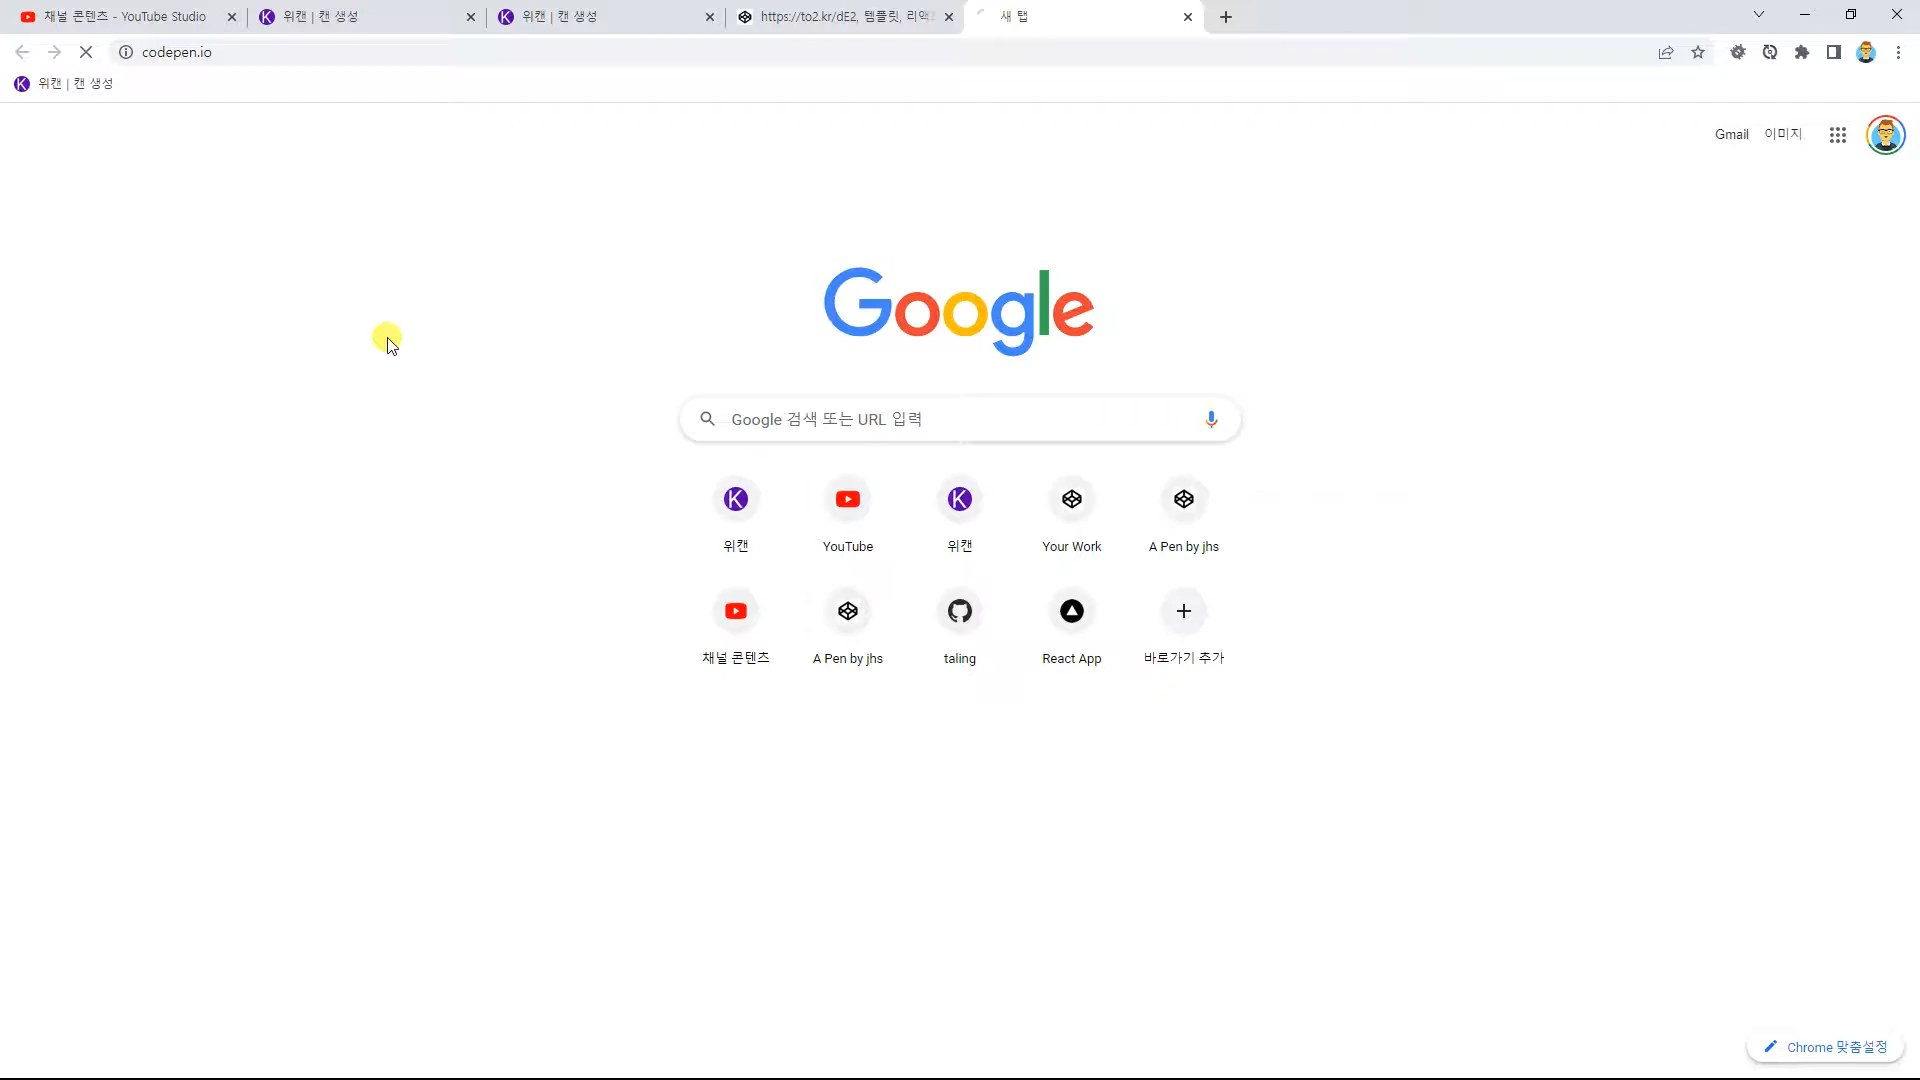 채널 콘텐츠 - YouTube Studio
위캔 | 캔 생성
위캔 | 캔 생성
https://to2.kr/dE2, 템플릿, 리액
새 탭
codepen.io
위캔 | 캔 생성
Gmail 이미지
Google
Google 검색 또는 URL 입력
위캔 YouTube 위캔 Your Work A Pen by jhs
채널 콘텐츠 A Pen by jhs taling React App 바로가기 추가
Chrome 맞춤설정